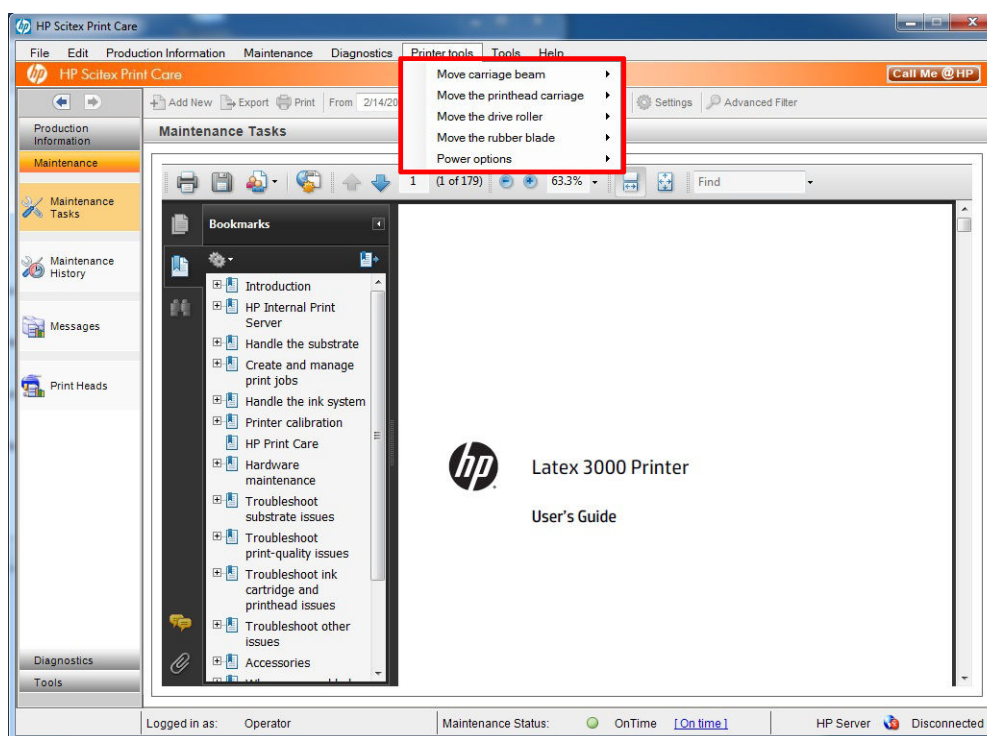 HP Scitex Print Care
File Edit Production Information Maintenance Diagnostics Printer tools Tools Help
hp HP Scitex Print Care Call Me @ HP
Move carriage beam
Move the printhead carriage
Move the drive roller
Move the rubber blade
Power options
Add New Export Print From Settings Advanced Filter
Production
Information
Maintenance
Maintenance
Tasks
Maintenance
History
Messages
Print Heads
Diagnostics
Tools
Maintenance Tasks
1 (1 of 179) 63.3% Find
Bookmarks
Introduction
HP Internal Print
Server
Handle the substrate
Create and manage
print jobs
Handle the ink system
Printer calibration
HP Print Care
Hardware
maintenance
Troubleshoot
substrate issues
Troubleshoot
print-quality issues
Troubleshoot ink
cartridge and
printhead issues
Troubleshoot other
issues
Accessories
hp Latex 3000 Printer
User's Guide
Logged in as: Operator Maintenance Status: OnTime [On time] HP Server Disconnected